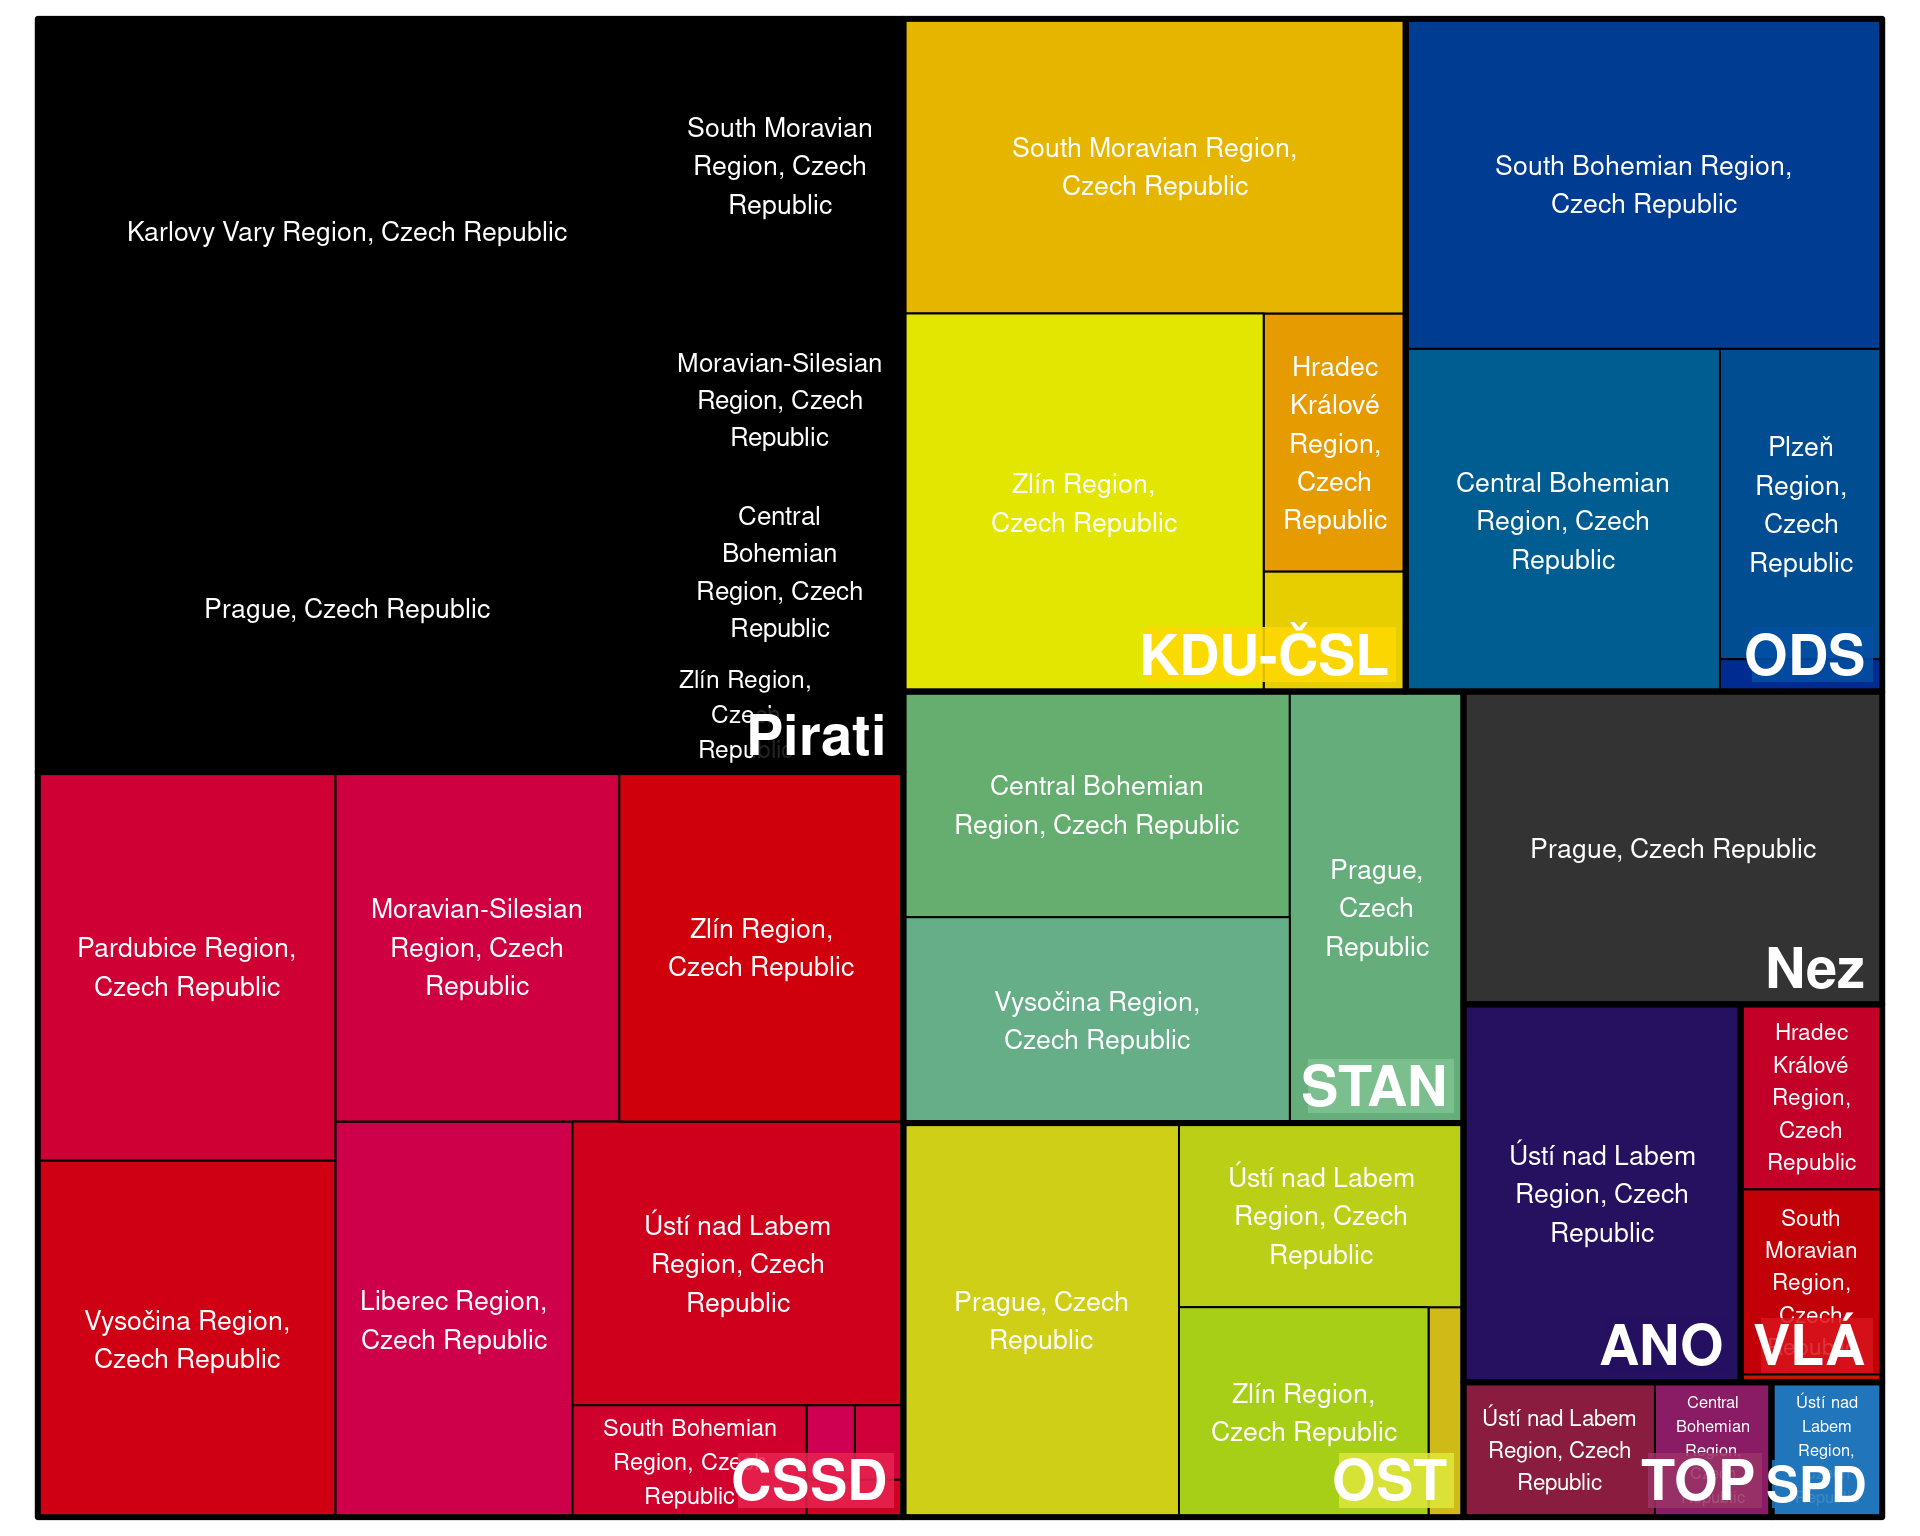 Karlovy Vary Region, Czech Republic
South Moravian
Region, Czech
Republic
Moravian-Silesian
Region, Czech
Republic
Prague, Czech Republic
Central
Bohemian
Region, Czech
Republic
Zlín Region,
Czech
Republic
Pirati
South Moravian Region,
Czech Republic
Zlín Region,
Czech Republic
Hradec
Králové
Region,
Czech
Republic
KDU-ČSL
South Bohemian Region,
Czech Republic
Central Bohemian
Region, Czech
Republic
Plzeň
Region,
Czech
Republic
ODS
Pardubice Region,
Czech Republic
Moravian-Silesian
Region, Czech
Republic
Zlín Region,
Czech Republic
Vysočina Region,
Czech Republic
Liberec Region,
Czech Republic
Ústí nad Labem
Region, Czech
Republic
South Bohemian
Region, Czech
Republic
CSSD
Central Bohemian
Region, Czech Republic
Vysočina Region,
Czech Republic
Prague,
Czech
Republic
STAN
Prague, Czech
Republic
Ústí nad Labem
Region, Czech
Republic
Zlín Region,
Czech Republic
OST
Prague, Czech Republic
Nez
Ústí nad Labem
Region, Czech
Republic
ANO
Hradec
Králové
Region,
Czech
Republic
South
Moravian
Region,
Czech
Republic
VLÁ
Ústí nad Labem
Region, Czech
Republic
Central
Bohemian
Region,
TOP
Ústí nad
Labem
Region,
SPD